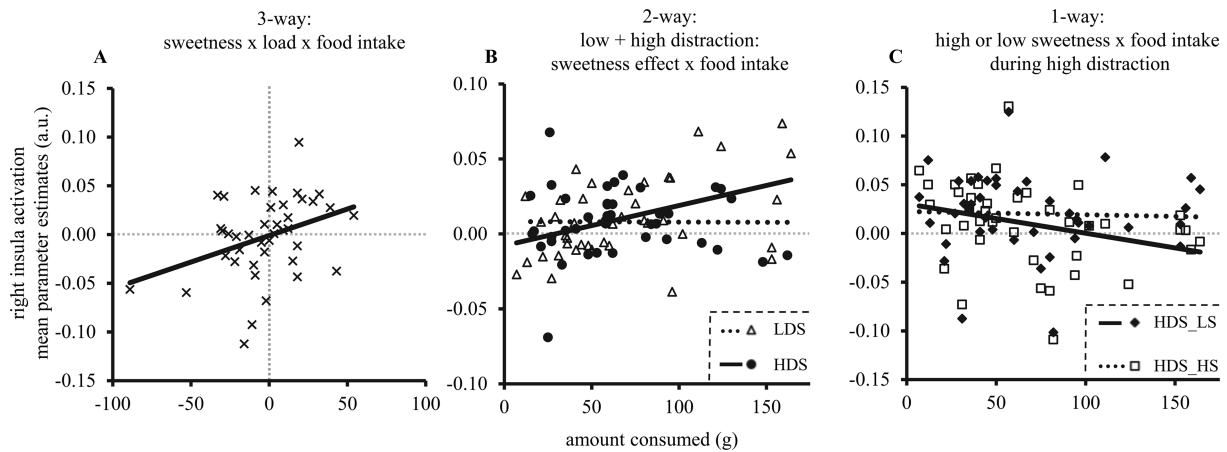 3-way:
sweetness x load x food intake
A
right insula activation
mean parameter estimates (a.u.)
0.15
0.10
0.05
0.00
-0.05
-0.10
-0.15
-100
-50
0
50
100
2-way:
low + high distraction:
sweetness effect x food intake
B
0.10
0.05
0.00
-0.05
-0.10
0
50
100
150
LDS
HDS
amount consumed (g)
1-way:
high or low sweetness x food intake
during high distraction
C
0.15
0.10
0.05
0.00
-0.05
-0.10
-0.15
0
50
100
150
HDS_LS
HDS_HS